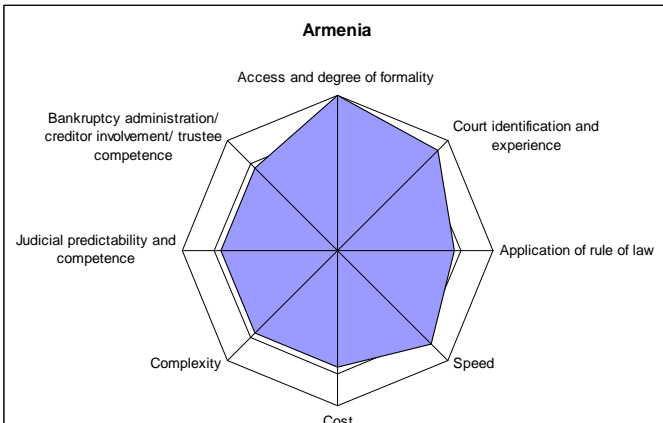 Armenia
Access and degree of formality
Bankruptcy administration/
creditor involvement/ trustee
competence
Court identification and
experience
Judicial predictability and
competence
Application of rule of law
Complexity
Speed
Cost